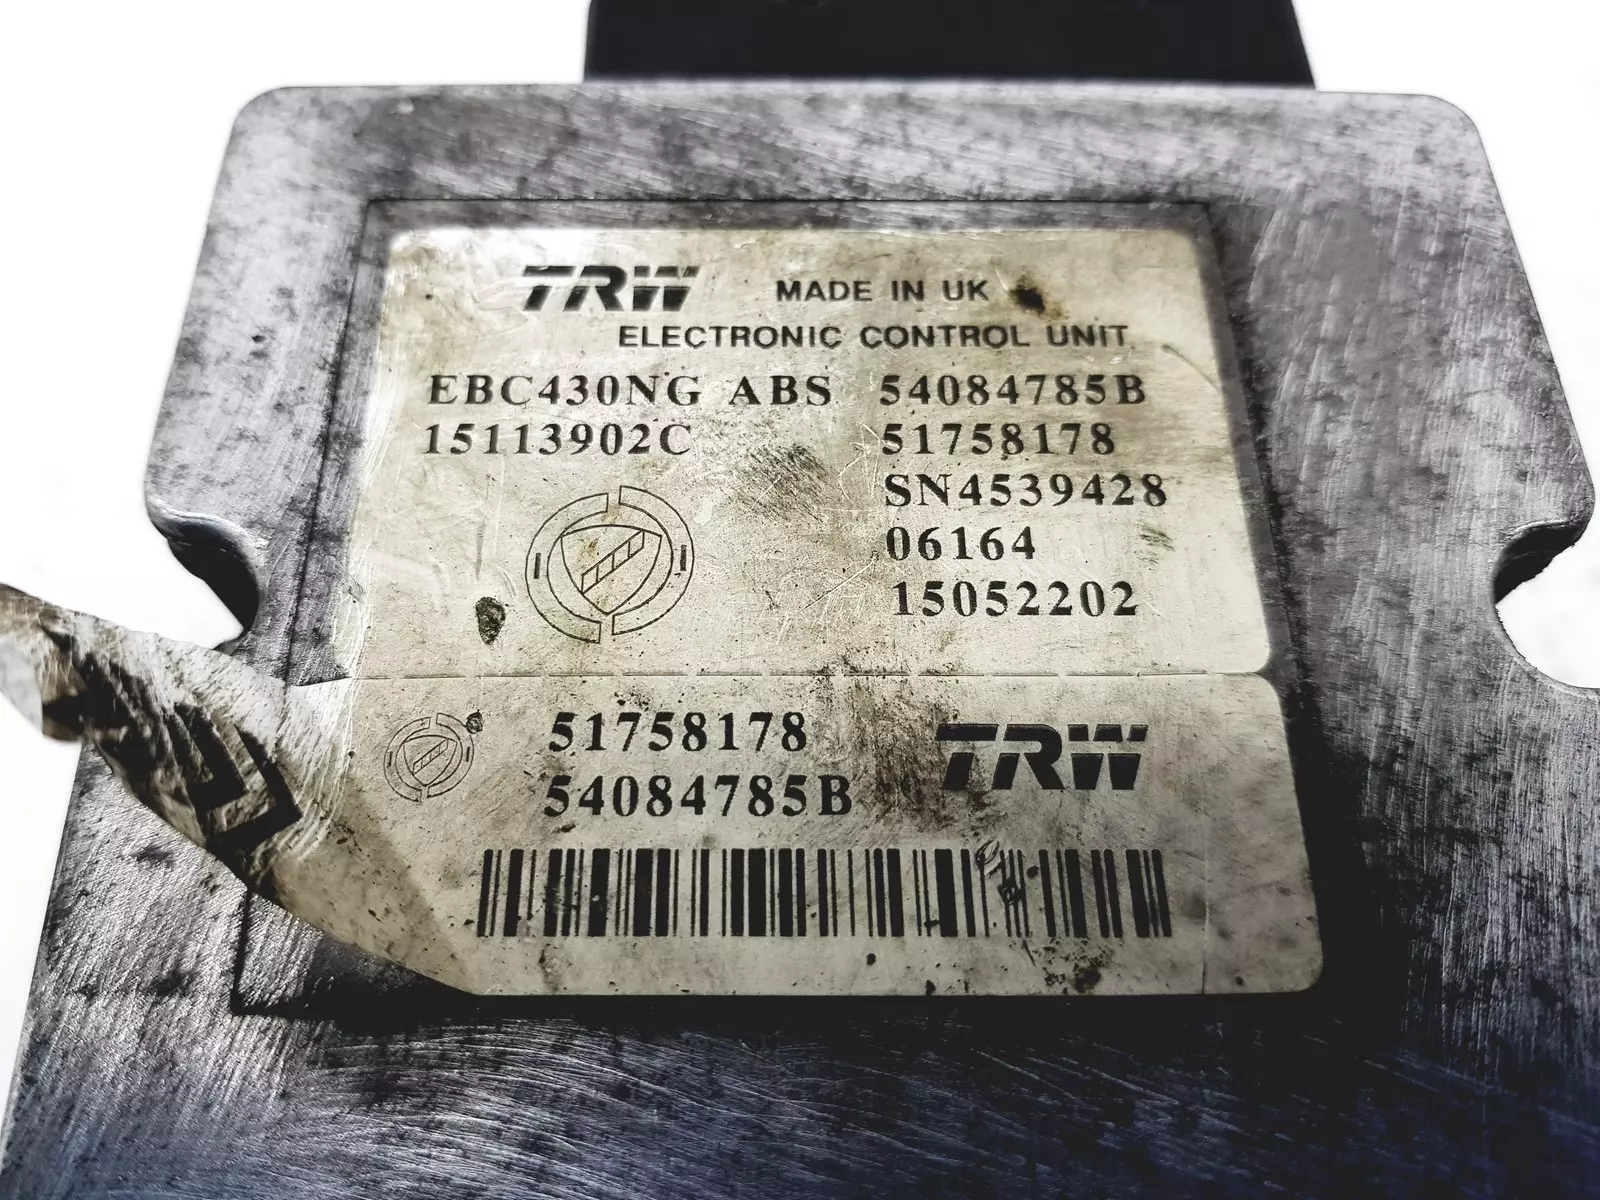 TRW MADE IN UK
ELECTRONIC CONTROL UNIT
EBC430NG ABS 54084785B
15113902C 51758178
SN4539428
06164
15052202
51758178 TRW
54084785B